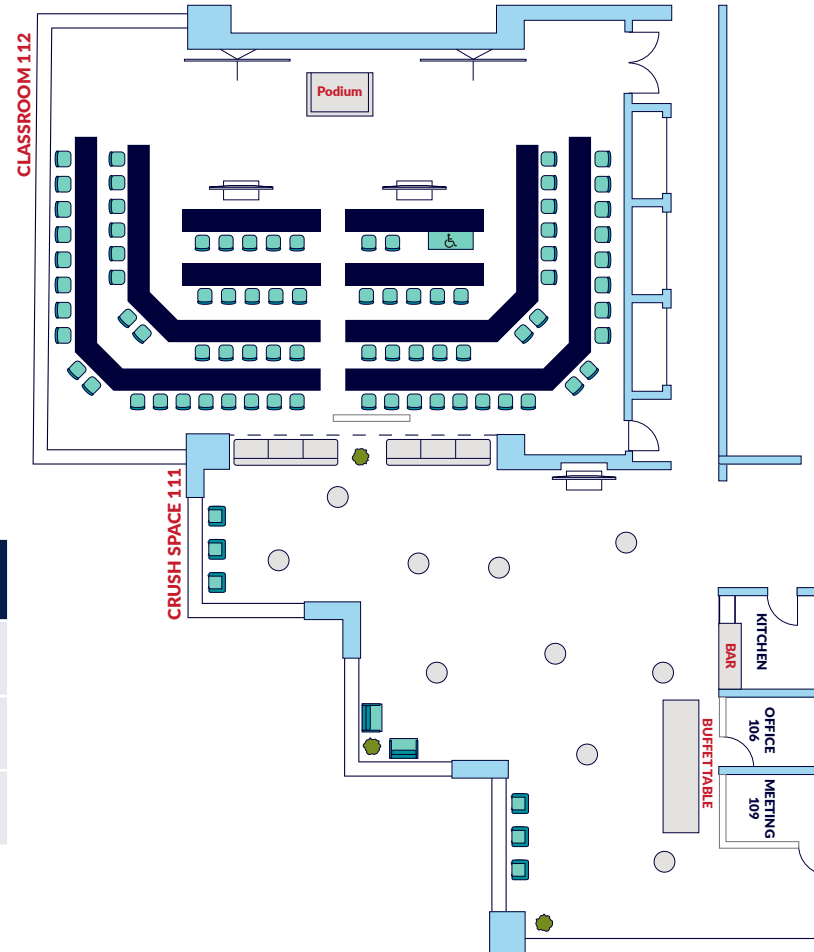 CLASSROOM 112
Podium
CRUSH SPACE 111
KITCHEN
BAR
OFFICE
106
BUFFET TABLE
MEETING
109